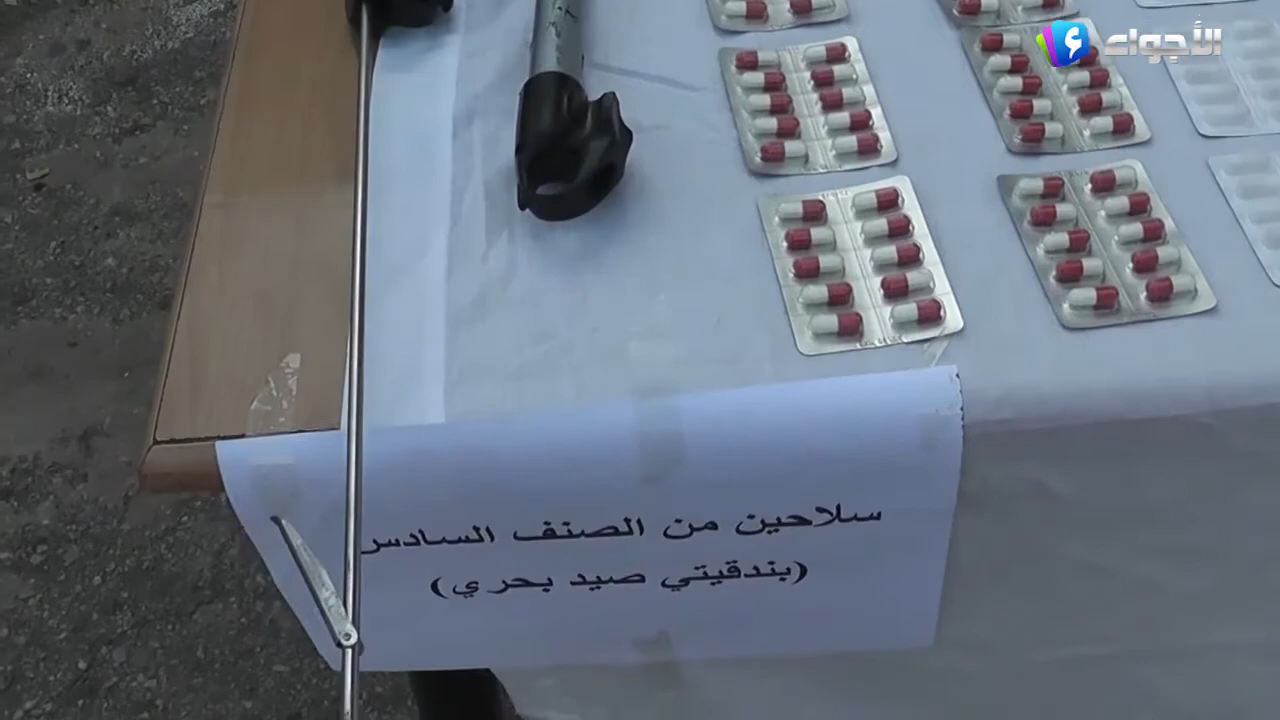 الأجواء
سلاحين من الصنف السادس
(بندقيتي صيد بحري)